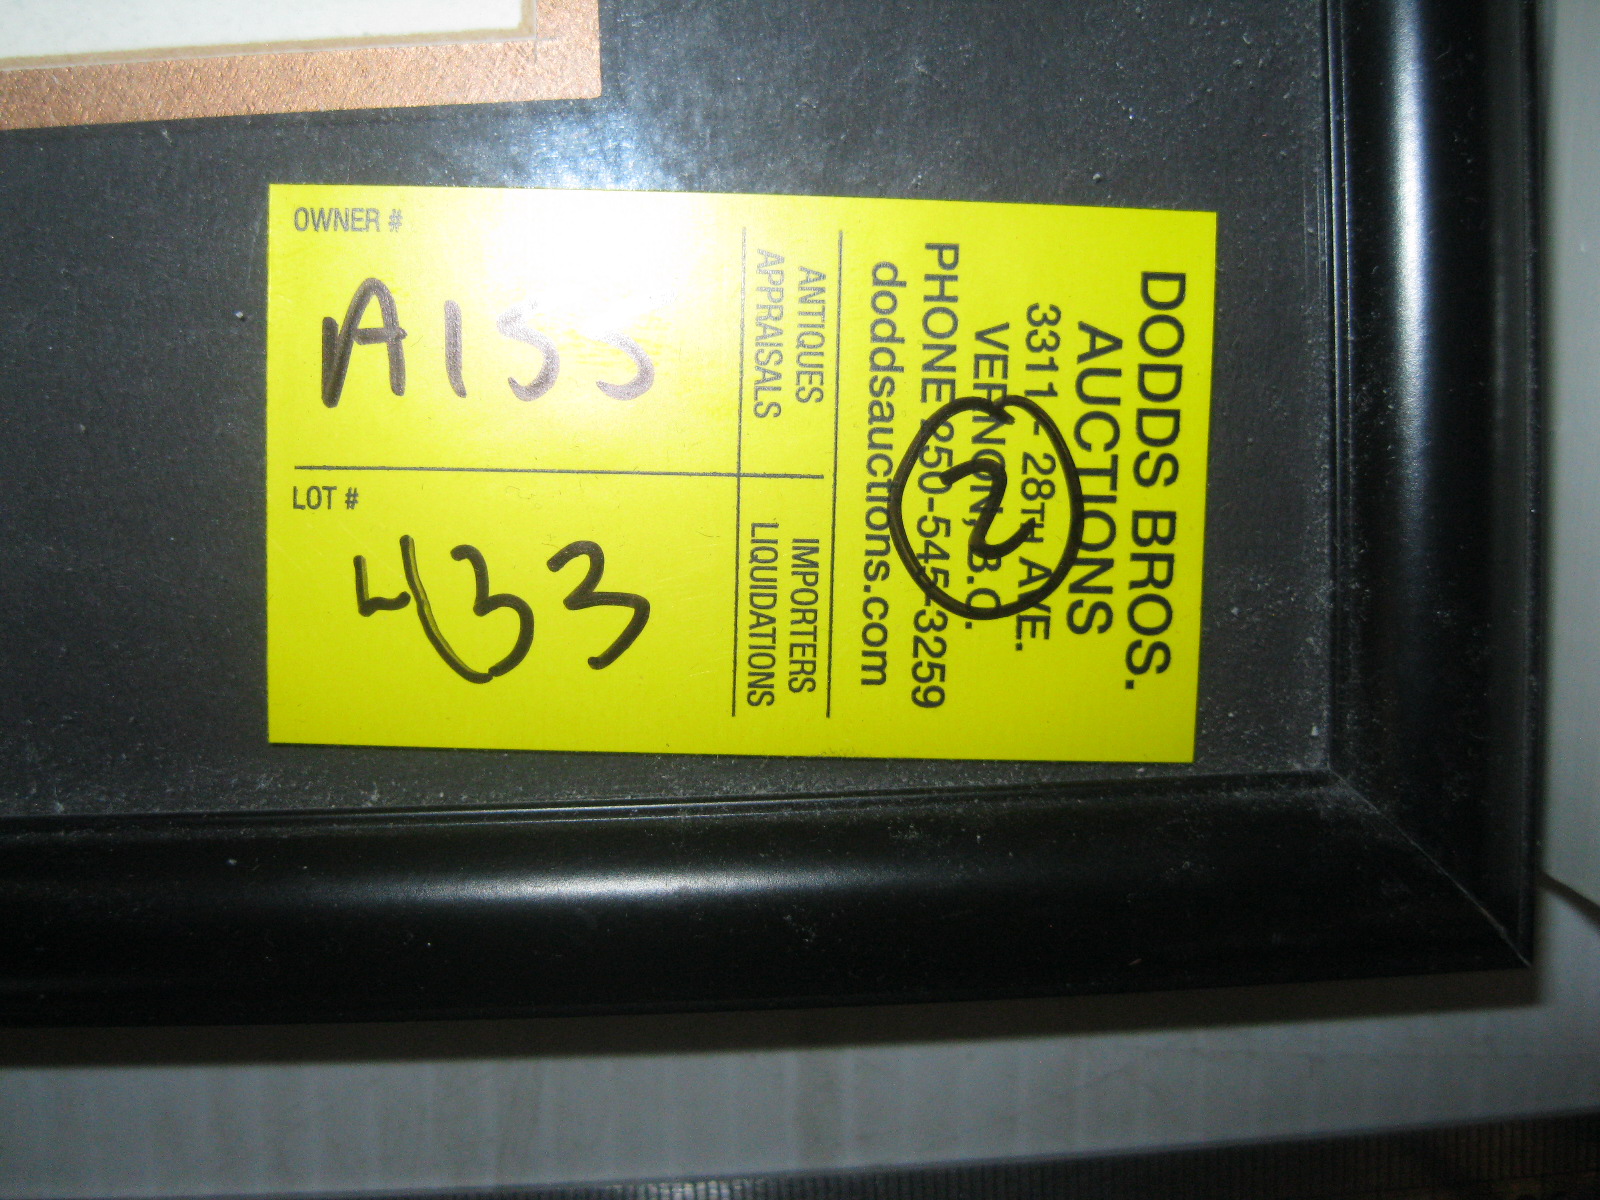 DODDS BROS.
AUCTIONS
3311 - 28TH AVE.
VERNON, B.C.
PHONE 250-545-3259
doddsauctions.com
2
ANTIQUES
APPRAISALS
IMPORTERS
LIQUIDATIONS
OWNER #
A155
LOT #
433